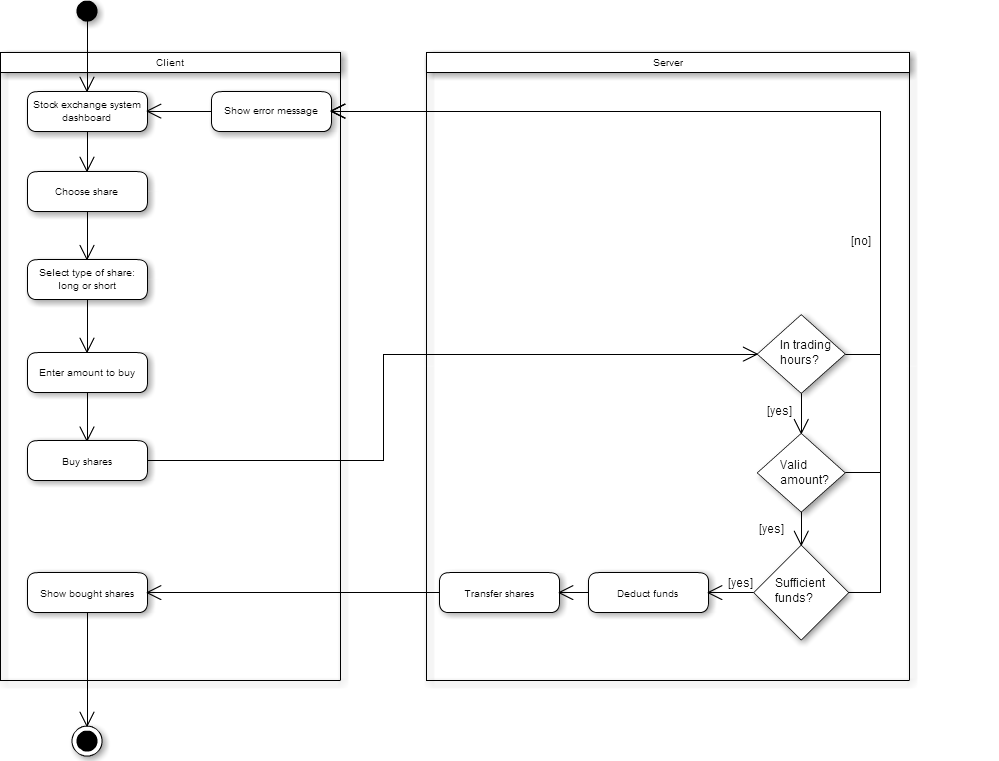 Client
Server
Stock exchange system
dashboard
Show error message
Choose share
[no]
Select type of share:
long or short
In trading
hours?
Enter amount to buy
[yes]
Buy shares
Valid
amount?
[yes]
Show bought shares
Transfer shares
Deduct funds
[yes]
Sufficient
funds?